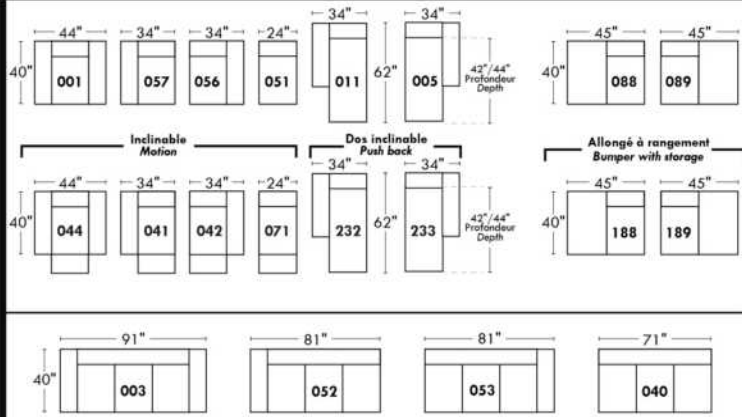 34" 34"
44" 34" 34" 24" 45" 45"
40" 001 057 056 051 011 62" 005 42"/44" Profondeur Depth 40" 088 089
Inclinable Dos inclinable Allongé à rangement
Motion Push back Bumper with storage
34" 34"
44" 34" 34" 24" 45" 45"
40" 044 041 042 071 232 62" 233 42"/44" Profondeur Depth 40" 188 189
91" 81" 81" 71"
40" 003 052 053 040